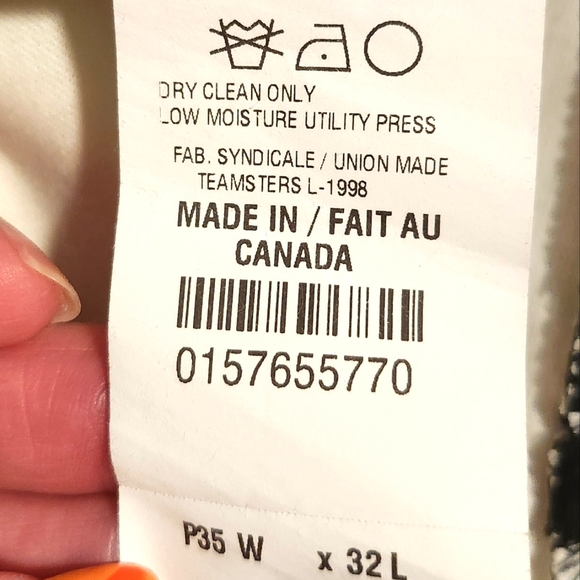 DRY CLEAN ONLY
LOW MOISTURE UTILITY PRESS
FAB. SYNDICALE / UNION MADE
TEAMSTERS L-1998
MADE IN / FAIT AU
CANADA
0157655770
P35 W x 32 L